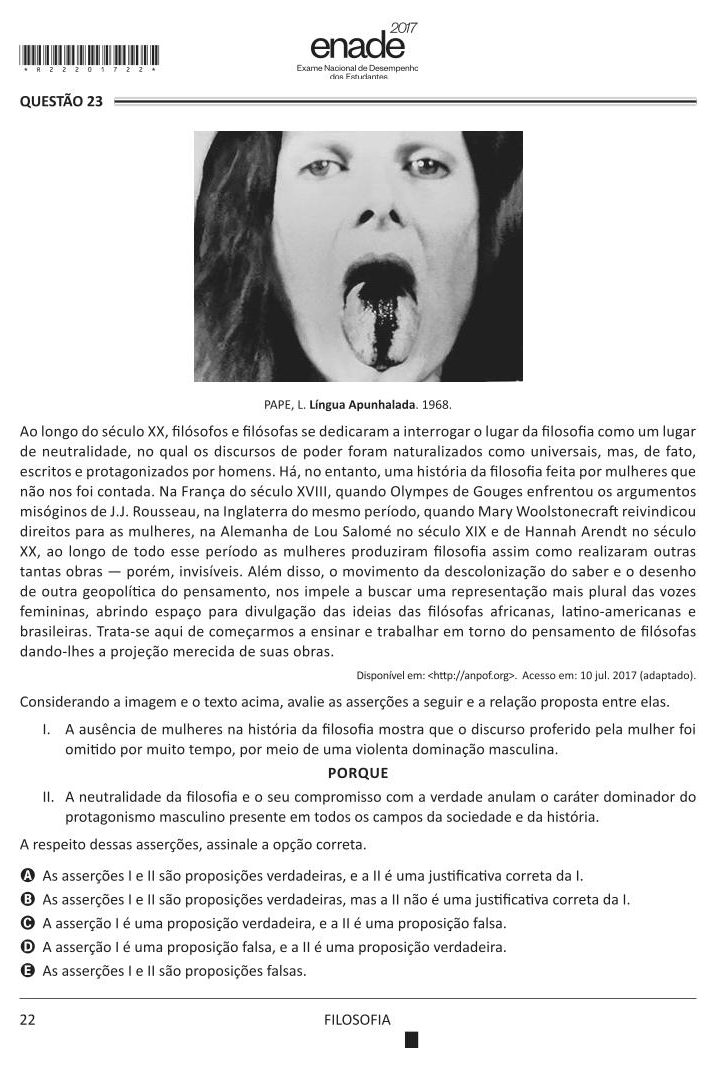 2017
enade
Exame Nacional de Desempenho
dos Estudantes
*R22201722*
QUESTÃO 23
PAPE, L. Língua Apunhalada. 1968.
Ao longo do século XX, filósofos e filósofas se dedicaram a interrogar o lugar da filosofia como um lugar
de neutralidade, no qual os discursos de poder foram naturalizados como universais, mas, de fato,
escritos e protagonizados por homens. Há, no entanto, uma história da filosofia feita por mulheres que
não nos foi contada. Na França do século XVIII, quando Olympes de Gouges enfrentou os argumentos
misóginos de J.J. Rousseau, na Inglaterra do mesmo período, quando Mary Woolstonecraft reivindicou
direitos para as mulheres, na Alemanha de Lou Salomé no século XIX e de Hannah Arendt no século
XX, ao longo de todo esse período as mulheres produziram filosofia assim como realizaram outras
tantas obras — porém, invisíveis. Além disso, o movimento da descolonização do saber e o desenho
de outra geopolítica do pensamento, nos impele a buscar uma representação mais plural das vozes
femininas, abrindo espaço para divulgação das ideias das filósofas africanas, latino-americanas e
brasileiras. Trata-se aqui de começarmos a ensinar e trabalhar em torno do pensamento de filósofas
dando-lhes a projeção merecida de suas obras.
Disponível em: <http://anpof.org>. Acesso em: 10 jul. 2017 (adaptado).
Considerando a imagem e o texto acima, avalie as asserções a seguir e a relação proposta entre elas.
I. A ausência de mulheres na história da filosofia mostra que o discurso proferido pela mulher foi
omitido por muito tempo, por meio de uma violenta dominação masculina.
PORQUE
II. A neutralidade da filosofia e o seu compromisso com a verdade anulam o caráter dominador do
protagonismo masculino presente em todos os campos da sociedade e da história.
A respeito dessas asserções, assinale a opção correta.
A As asserções I e II são proposições verdadeiras, e a II é uma justificativa correta da I.
B As asserções I e II são proposições verdadeiras, mas a II não é uma justificativa correta da I.
C A asserção I é uma proposição verdadeira, e a II é uma proposição falsa.
D A asserção I é uma proposição falsa, e a II é uma proposição verdadeira.
E As asserções I e II são proposições falsas.
22
FILOSOFIA